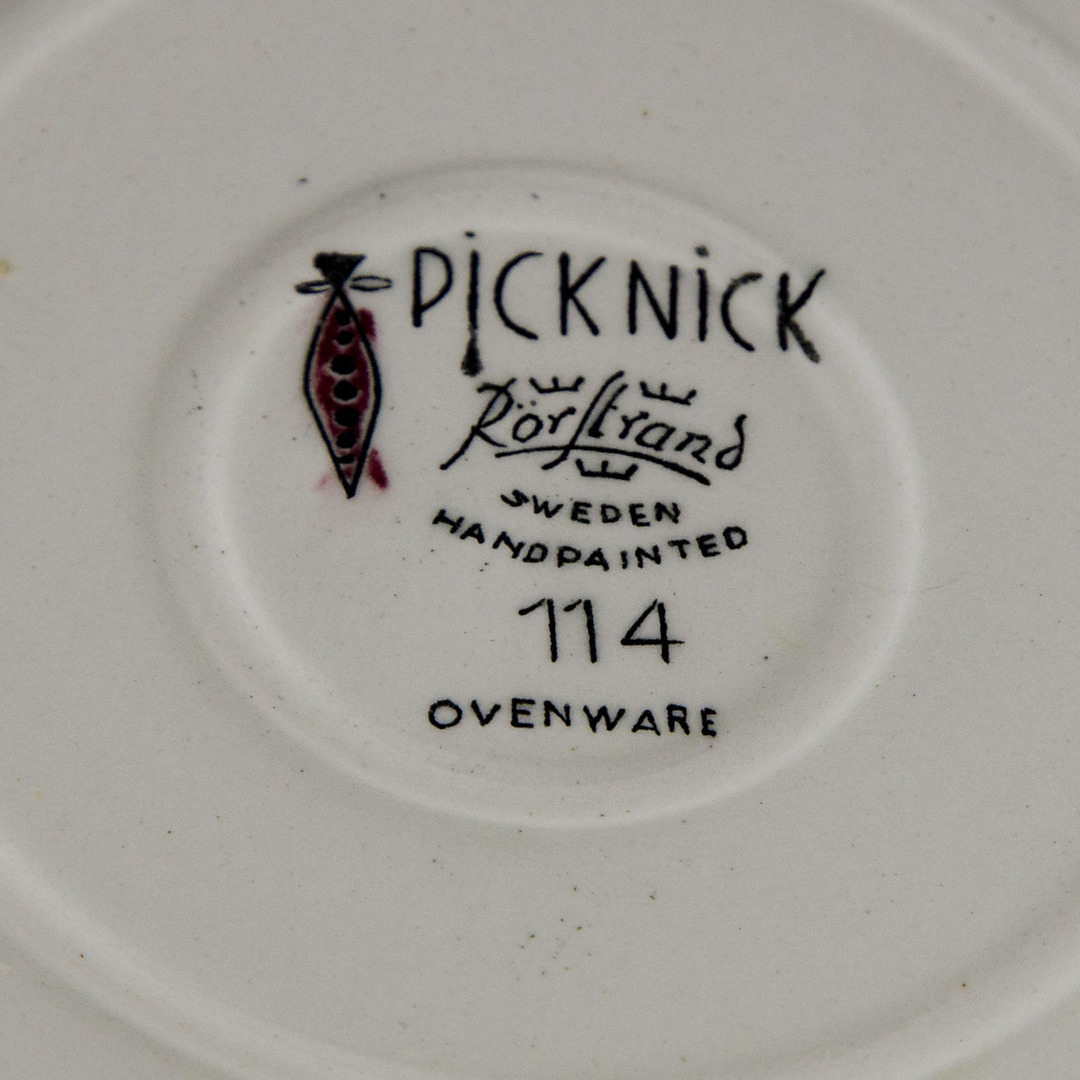 PiCKNiCK
Rörstrand
SWEDEN
HANDPAINTED
114
OVENWARE